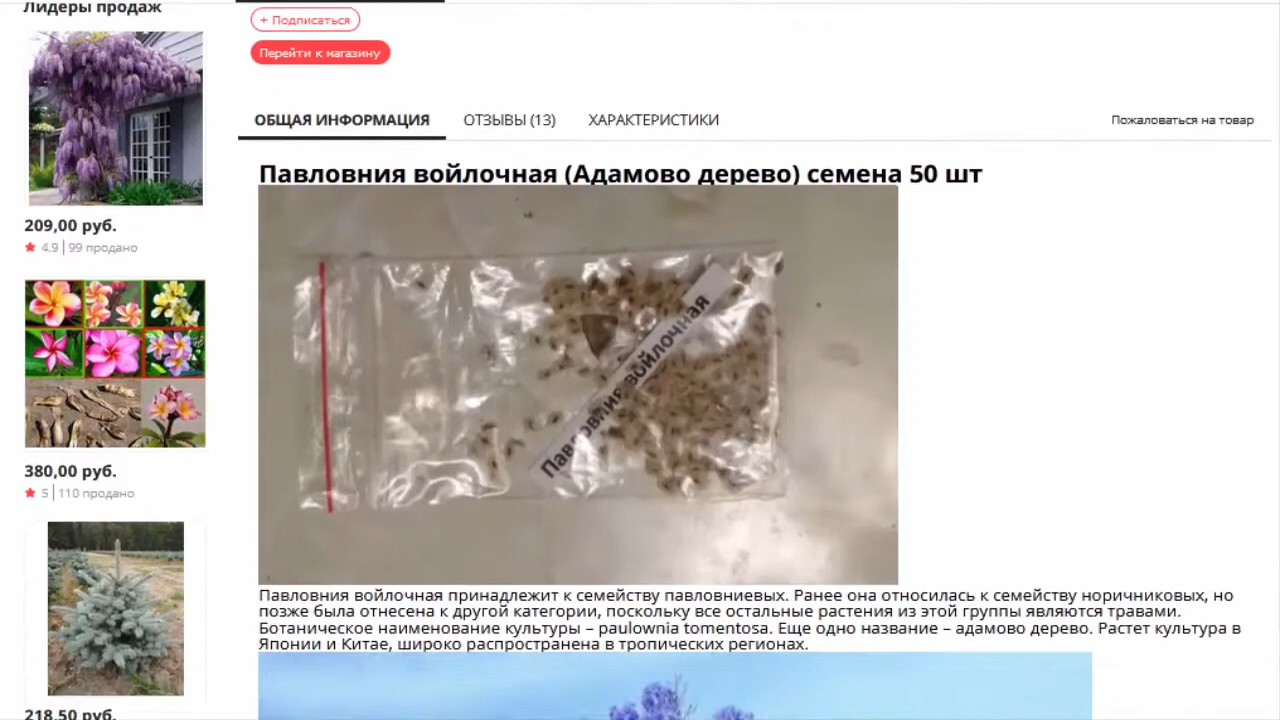 Лидеры продаж
209,00 руб.
4.9 | 99 продано
380,00 руб.
5 | 110 продано
218,50 руб.
+ Подписаться
Перейти к магазину
ОБЩАЯ ИНФОРМАЦИЯ
ОТЗЫВЫ (13)
ХАРАКТЕРИСТИКИ
Пожаловаться на товар
Павловния войлочная (Адамово дерево) семена 50 шт
Павловния войлочная
Павловния войлочная принадлежит к семейству павловниевых. Ранее она относилась к семейству норичниковых, но
позже была отнесена к другой категории, поскольку все остальные растения из этой группы являются травами.
Ботаническое наименование культуры – paulownia tomentosa. Еще одно название – адамово дерево. Растет культура в
Японии и Китае, широко распространена в тропических регионах.